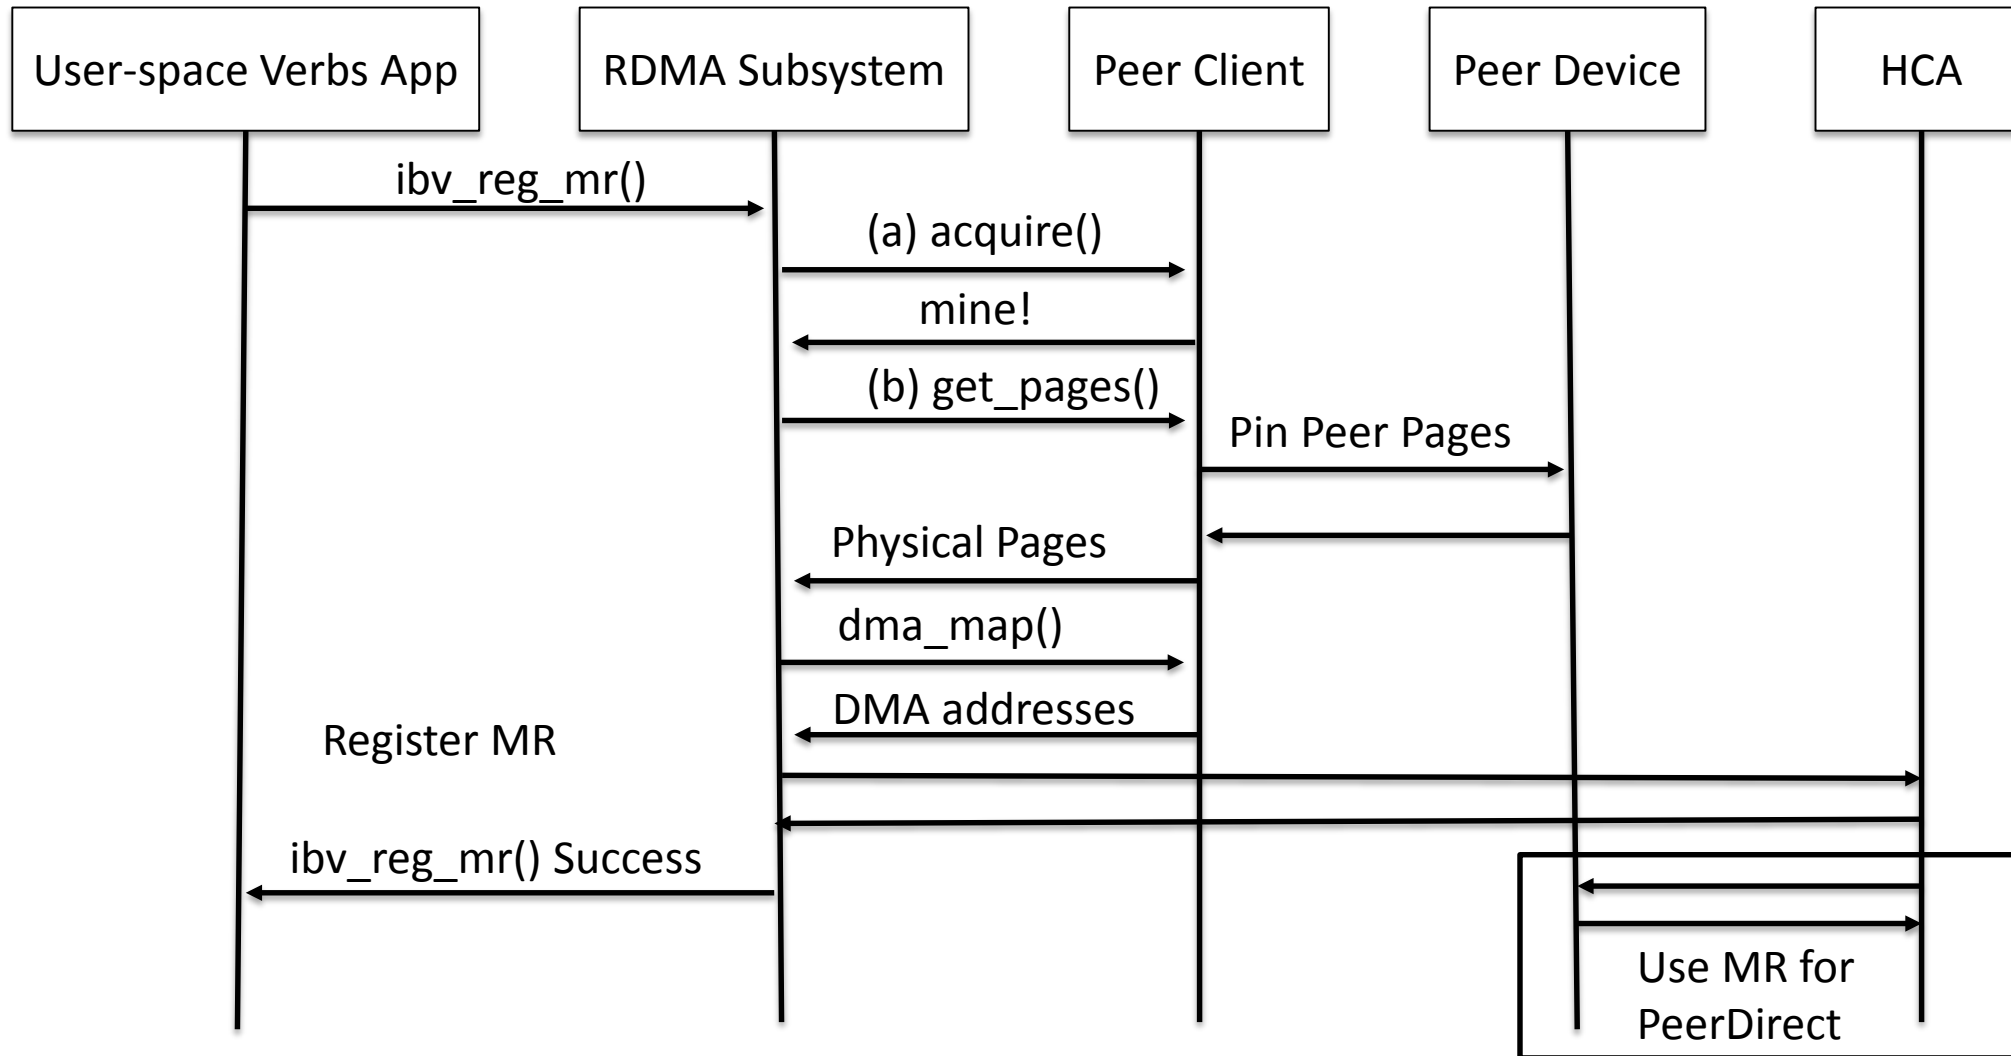 User-space Verbs App
RDMA Subsystem
Peer Client
Peer Device
HCA
ibv_reg_mr()
(a) acquire()
mine!
(b) get_pages()
Pin Peer Pages
Physical Pages
dma_map()
DMA addresses
Register MR
ibv_reg_mr() Success
Use MR for
PeerDirect